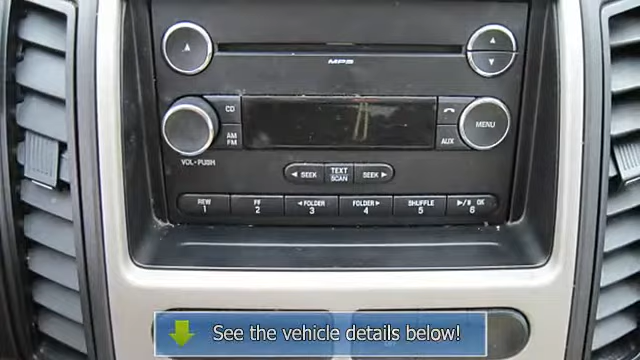 MP3
CD
AM
FM
VOL-PUSH
MENU
AUX
SEEK
TEXT
SCAN
SEEK
REW
1
FF
2
FOLDER
3
FOLDER
4
SHUFFLE
5
OK
6
See the vehicle details below!